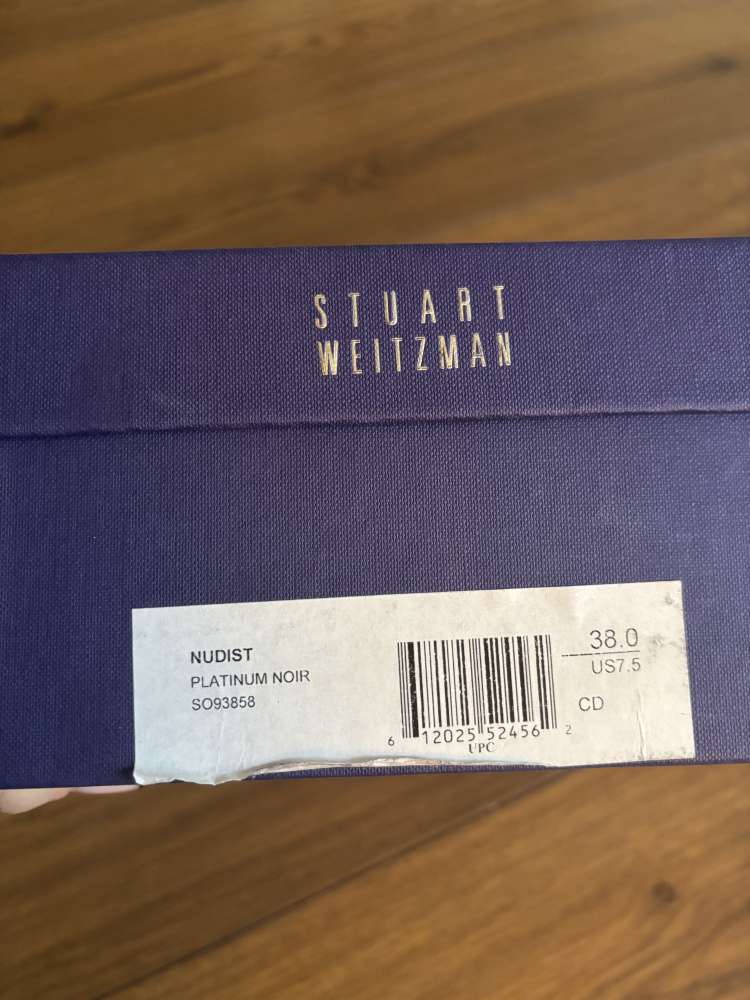 STUART
WEITZMAN
NUDIST
PLATINUM NOIR
SO93858
6 12025 52456 2
UPC
38.0
US7.5
CD